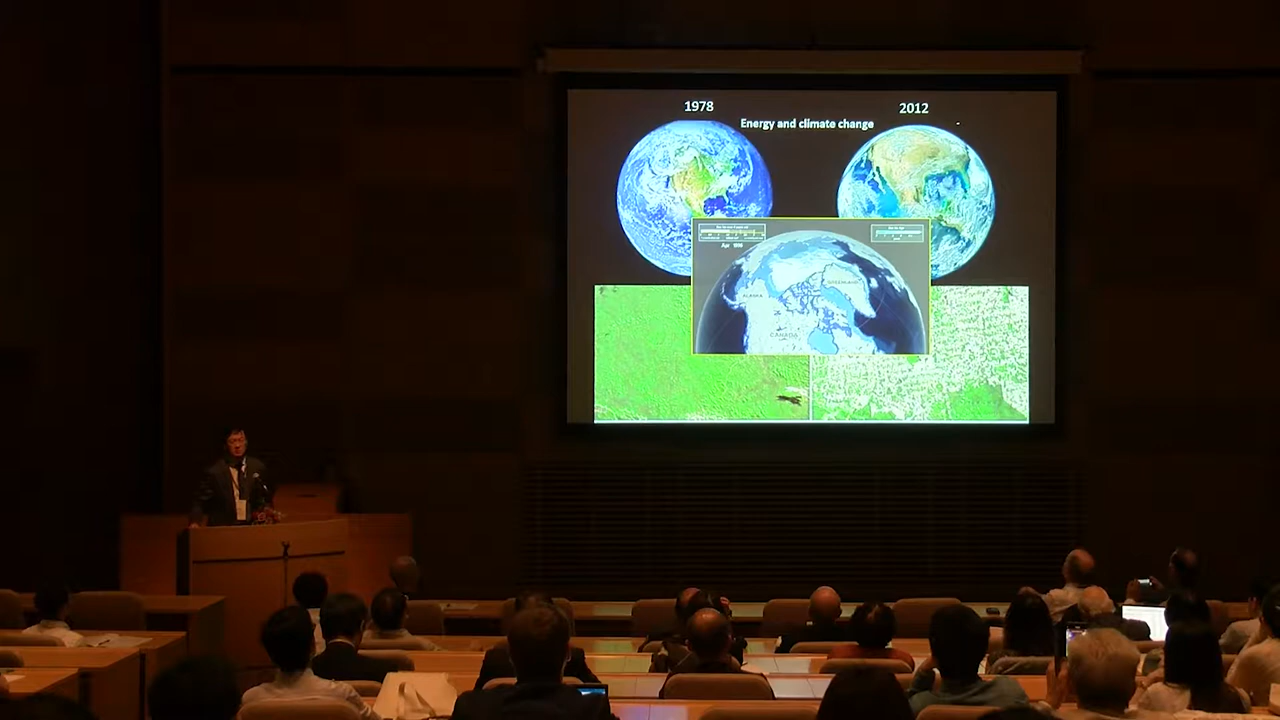 1978
2012
Energy and climate change
GREENLAND
ALASKA
CANADA